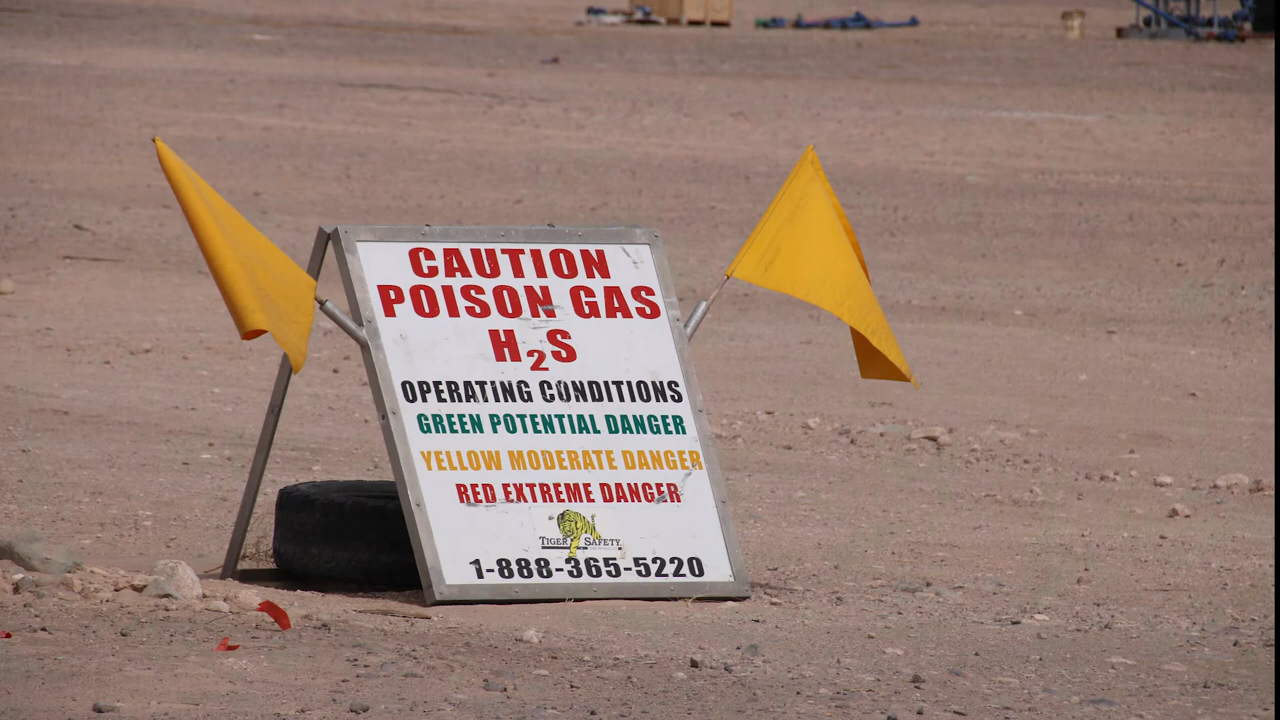 CAUTION
POISON GAS
H₂S
OPERATING CONDITIONS
GREEN POTENTIAL DANGER
YELLOW MODERATE DANGER
RED EXTREME DANGER
TIGER SAFETY
1-888-365-5220